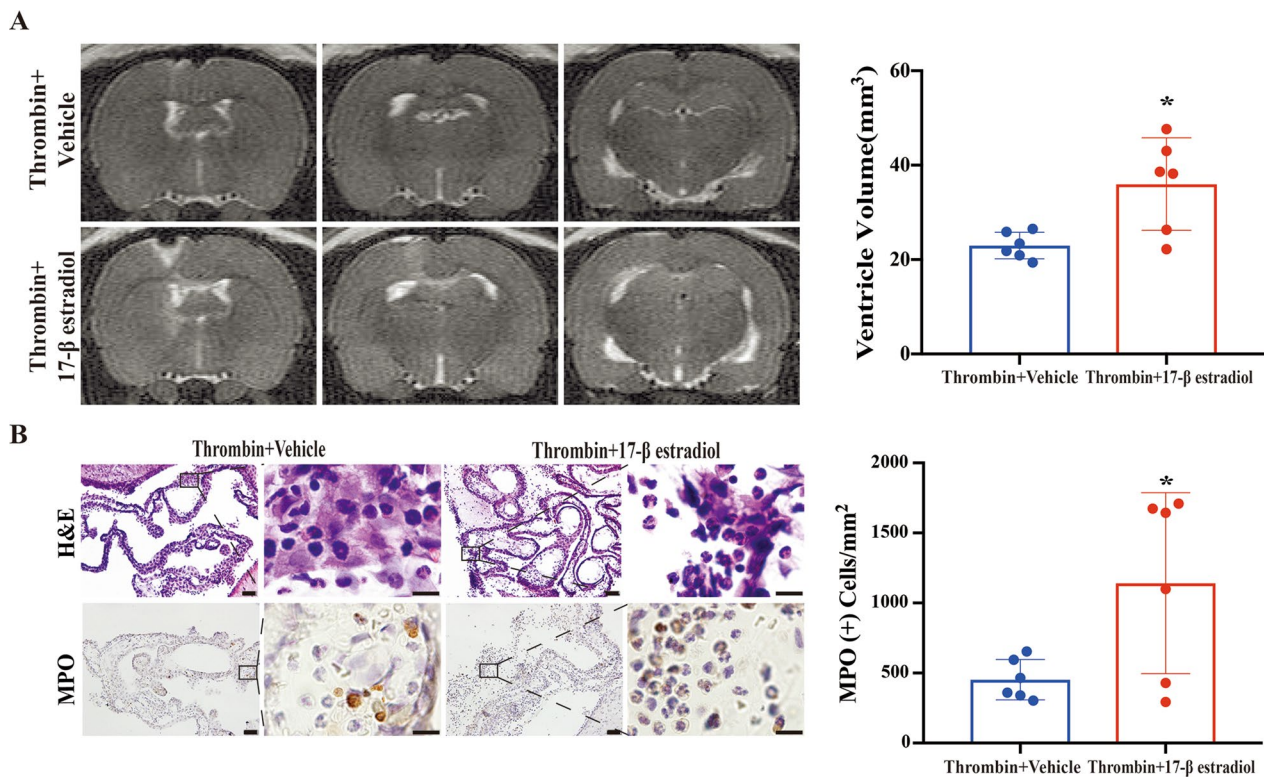 A
Thrombin+
Vehicle
Thrombin+
17-β estradiol
Ventricle Volume(mm³)
60
40
20
0
*
Thrombin+Vehicle
Thrombin+17-β estradiol
B
Thrombin+Vehicle
Thrombin+17-β estradiol
H&E
MPO
MPO (+) Cells/mm²
2000
1500
1000
500
0
*
Thrombin+Vehicle
Thrombin+17-β estradiol